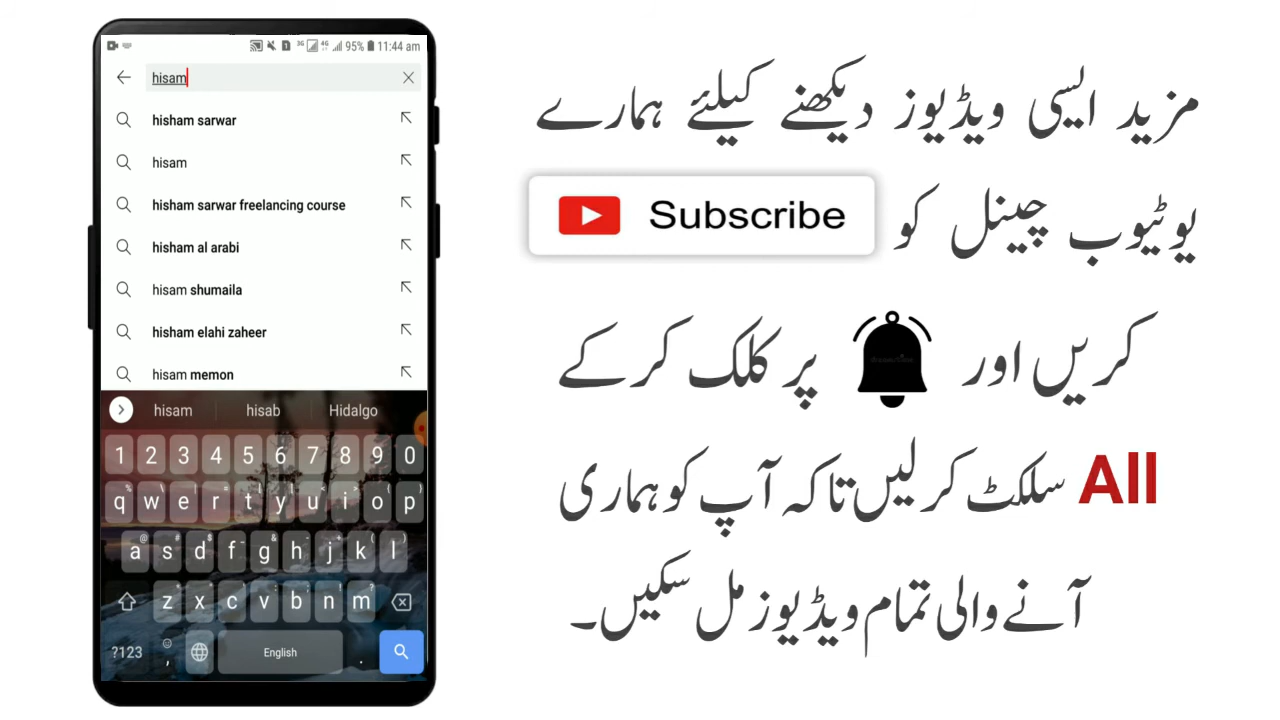 95% 11:44 am
hisam
hisham sarwar
hisam
hisham sarwar freelancing course
hisham al arabi
hisam shumaila
hisham elahi zaheer
hisam memon
hisam hisab Hidalgo
1 2 3 4 5 6 7 8 9 0
q w e r t y u i o p
a s d f g h j k l
z x c v b n m
?123 , English .
مزید ایسی ویڈیوز دیکھنے کیلئے ہمارے
یوٹیوب چینل کو Subscribe
کریں اور پر کلک کرکے
All سلکٹ کرلیں تاکہ آپ کو ہماری
آنے والی تمام ویڈیوز مل سکیں۔